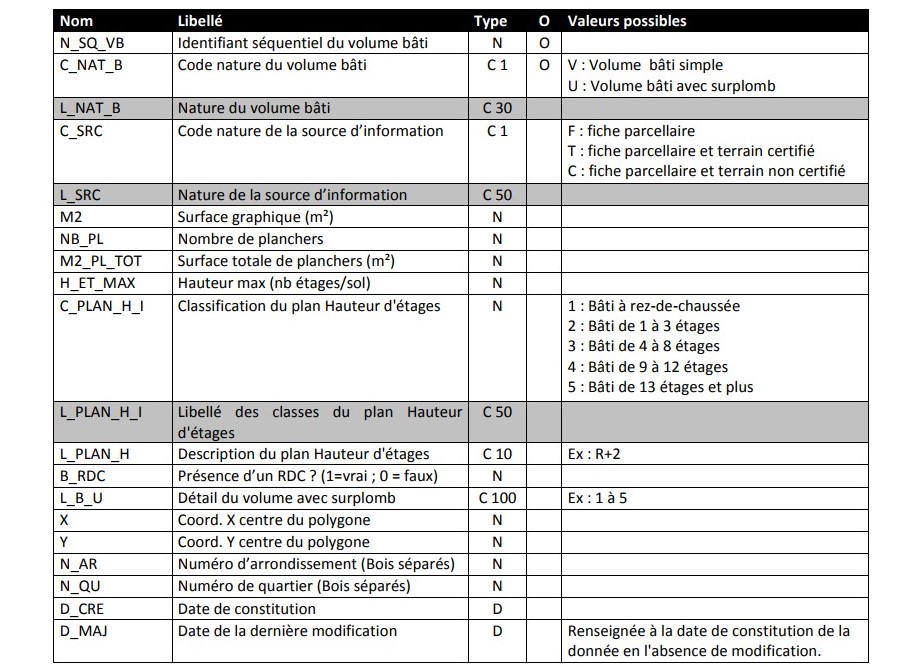 Nom Libellé Type O Valeurs possibles
N_SQ_VB Identifiant séquentiel du volume bâti N O
C_NAT_B Code nature du volume bâti C 1 O V : Volume bâti simple
U : Volume bâti avec surplomb
L_NAT_B Nature du volume bâti C 30
C_SRC Code nature de la source d’information C 1 F : fiche parcellaire
T : fiche parcellaire et terrain certifié
C : fiche parcellaire et terrain non certifié
L_SRC Nature de la source d’information C 50
M2 Surface graphique (m²) N
NB_PL Nombre de planchers N
M2_PL_TOT Surface totale de planchers (m²) N
H_ET_MAX Hauteur max (nb étages/sol) N
C_PLAN_H_I Classification du plan Hauteur d'étages N 1 : Bâti à rez-de-chaussée
2 : Bâti de 1 à 3 étages
3 : Bâti de 4 à 8 étages
4 : Bâti de 9 à 12 étages
5 : Bâti de 13 étages et plus
L_PLAN_H_I Libellé des classes du plan Hauteur C 50
d'étages
L_PLAN_H Description du plan Hauteur d'étages C 10 Ex : R+2
B_RDC Présence d’un RDC ? (1=vrai ; 0 = faux) N
L_B_U Détail du volume avec surplomb C 100 Ex : 1 à 5
X Coord. X centre du polygone N
Y Coord. Y centre du polygone N
N_AR Numéro d’arrondissement (Bois séparés) N
N_QU Numéro de quartier (Bois séparés) N
D_CRE Date de constitution D
D_MAJ Date de la dernière modification D Renseignée à la date de constitution de la
donnée en l'absence de modification.